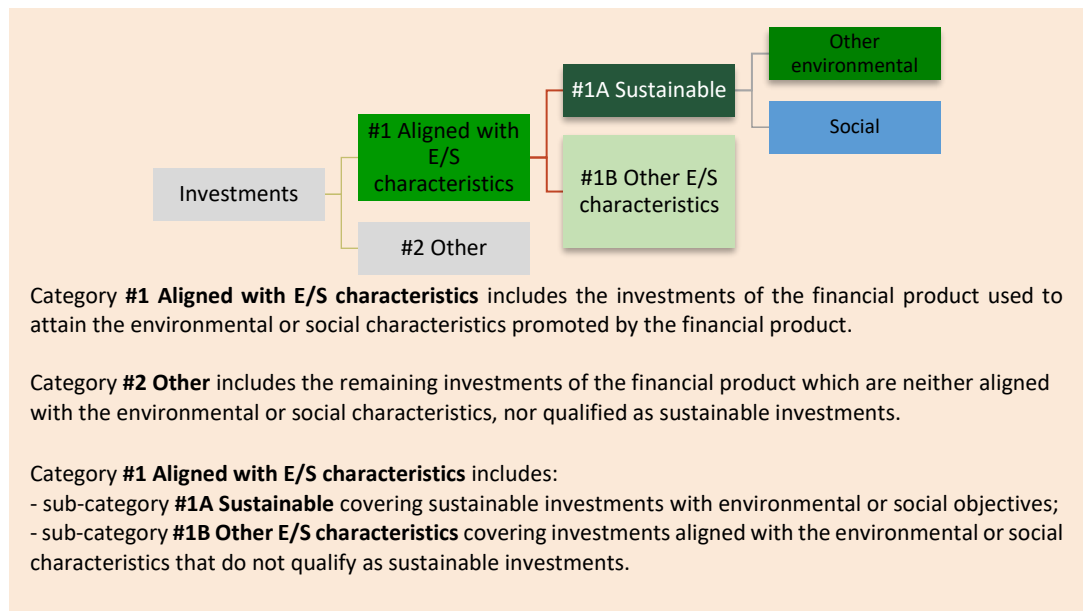 Other
environmental
#1A Sustainable
#1 Aligned with
E/S
characteristics
Social
#1B Other E/S
characteristics
Investments
#2 Other
Category #1 Aligned with E/S characteristics includes the investments of the financial product used to
attain the environmental or social characteristics promoted by the financial product.
Category #2 Other includes the remaining investments of the financial product which are neither aligned
with the environmental or social characteristics, nor qualified as sustainable investments.
Category #1 Aligned with E/S characteristics includes:
- sub-category #1A Sustainable covering sustainable investments with environmental or social objectives;
- sub-category #1B Other E/S characteristics covering investments aligned with the environmental or social
characteristics that do not qualify as sustainable investments.